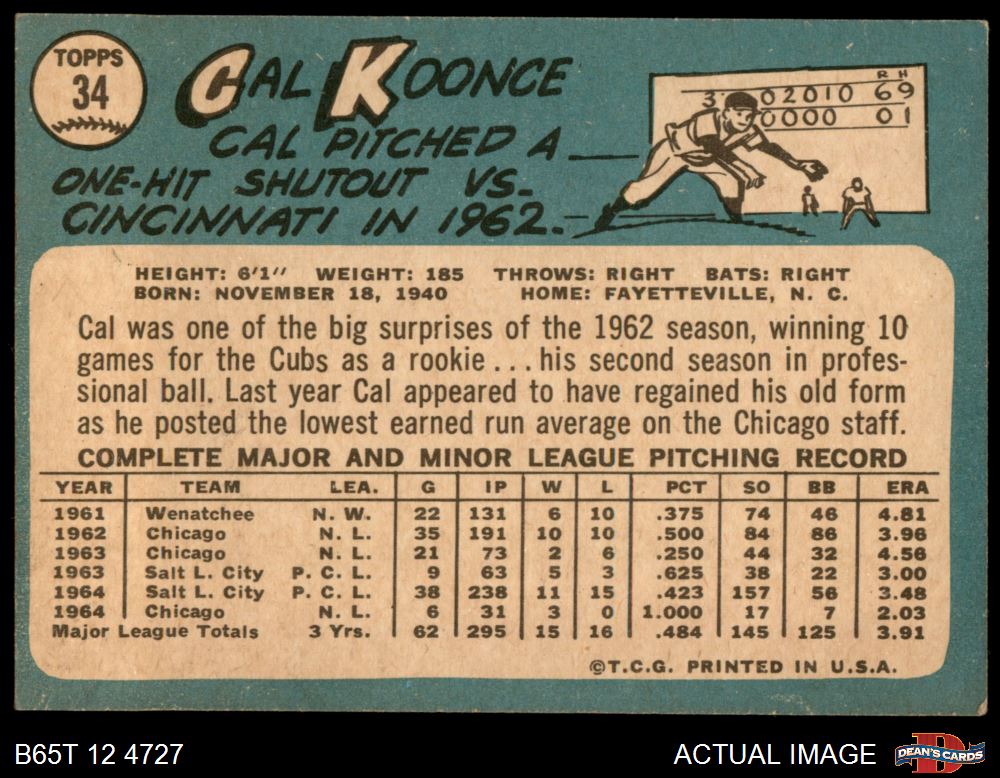 TOPPS
34
CAL KOONCE
CAL PITCHED A
ONE-HIT SHUTOUT VS.
CINCINNATI IN 1962.
R H
3 02010 69
0000 01
HEIGHT: 6'1" WEIGHT: 185 THROWS: RIGHT BATS: RIGHT
BORN: NOVEMBER 18, 1940 HOME: FAYETTEVILLE, N. C.
Cal was one of the big surprises of the 1962 season, winning 10
games for the Cubs as a rookie...his second season in profes-
sional ball. Last year Cal appeared to have regained his old form
as he posted the lowest earned run average on the Chicago staff.
COMPLETE MAJOR AND MINOR LEAGUE PITCHING RECORD
YEAR TEAM LEA. G IP W L PCT SO BB ERA
1961 Wenatchee N. W. 22 131 6 10 .375 74 46 4.81
1962 Chicago N. L. 35 191 10 10 .500 84 86 3.96
1963 Chicago N. L. 21 73 2 6 .250 44 32 4.56
1963 Salt L. City P. C. L. 9 63 5 3 .625 38 22 3.00
1964 Salt L. City P. C. L. 38 238 11 15 .423 157 56 3.48
1964 Chicago N. L. 6 31 3 0 1.000 17 7 2.03
Major League Totals 3 Yrs. 62 295 15 16 .484 145 125 3.91
©T.C.G. PRINTED IN U.S.A.
B65T 12 4727
ACTUAL IMAGE
D
DEAN'S CARDS